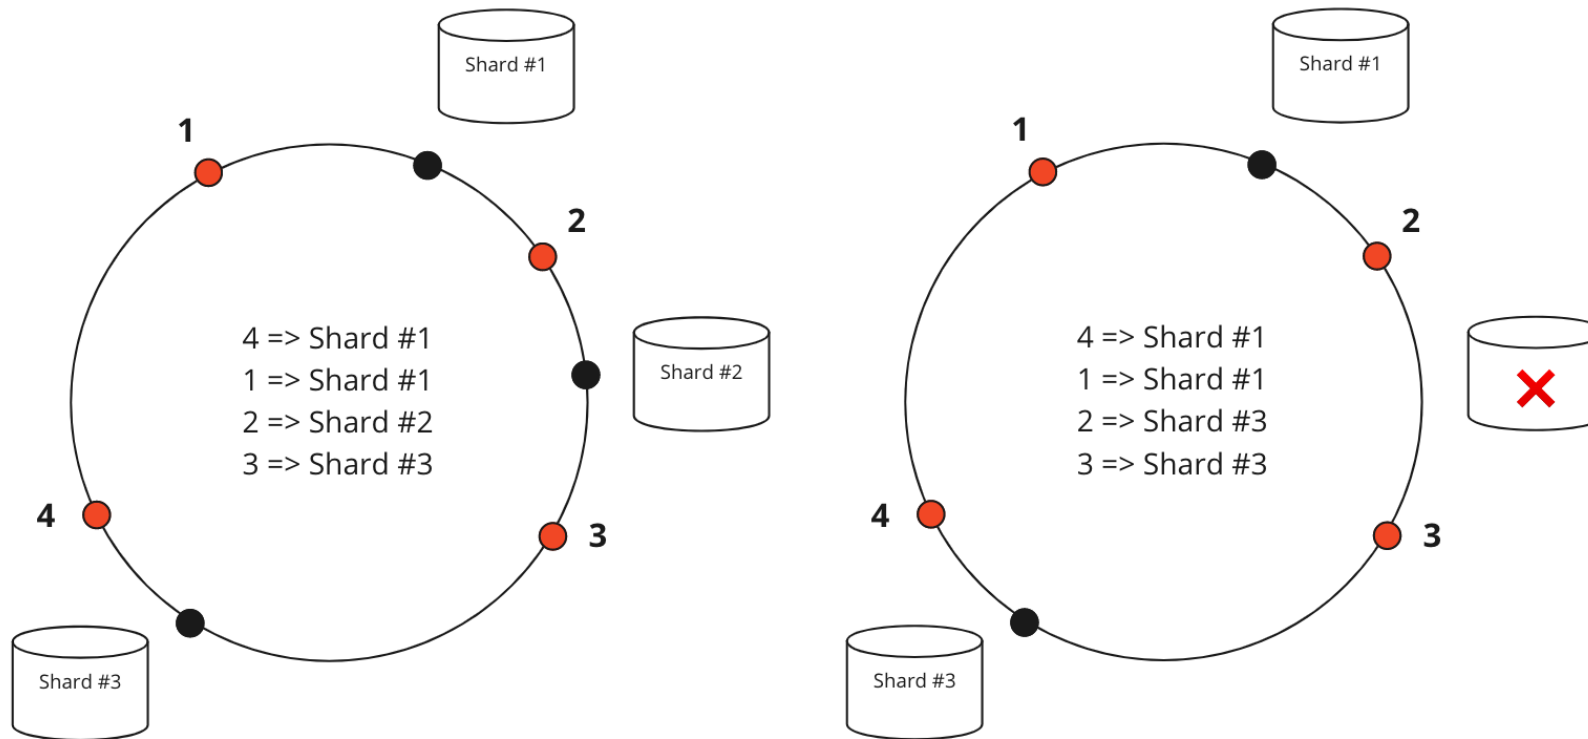 Shard #1
1
2
4 => Shard #1
1 => Shard #1
2 => Shard #2
3 => Shard #3
Shard #2
4
3
Shard #3
Shard #1
1
2
4 => Shard #1
1 => Shard #1
2 => Shard #3
3 => Shard #3
4
3
Shard #3